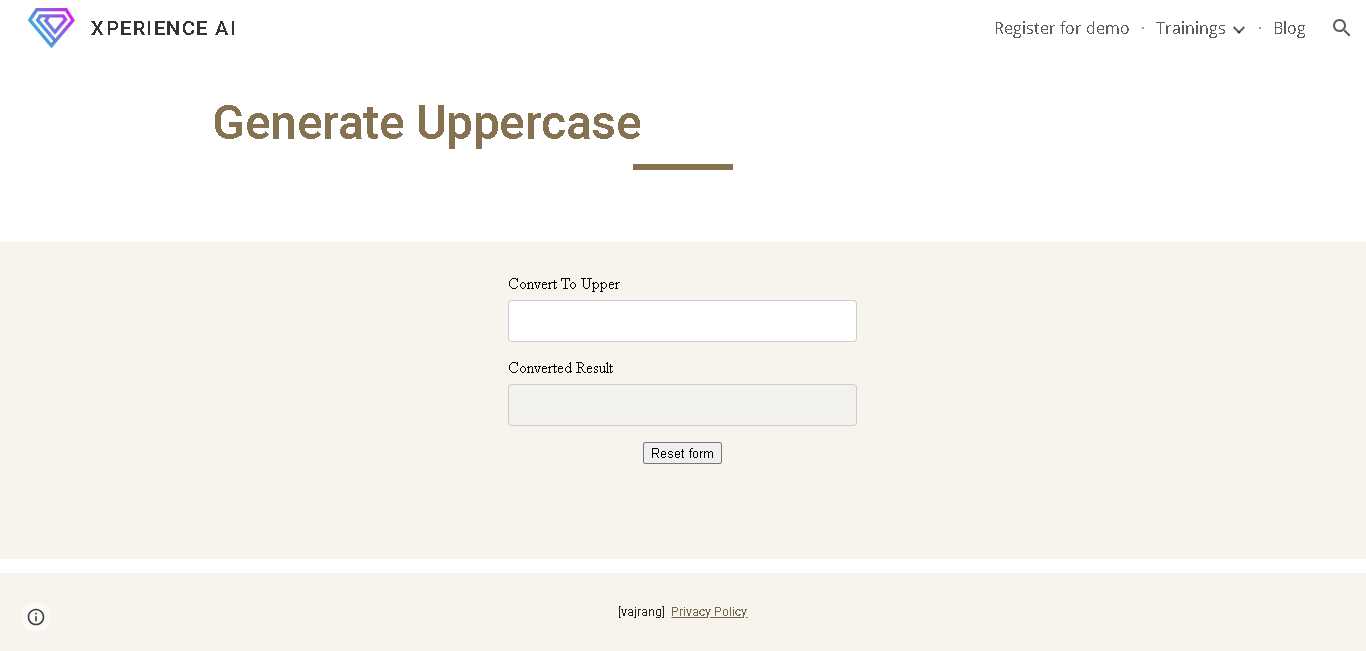 XPERIENCE AI
Register for demo · Trainings · Blog
Generate Uppercase
Convert To Upper
Converted Result
Reset form
[vajrang] Privacy Policy